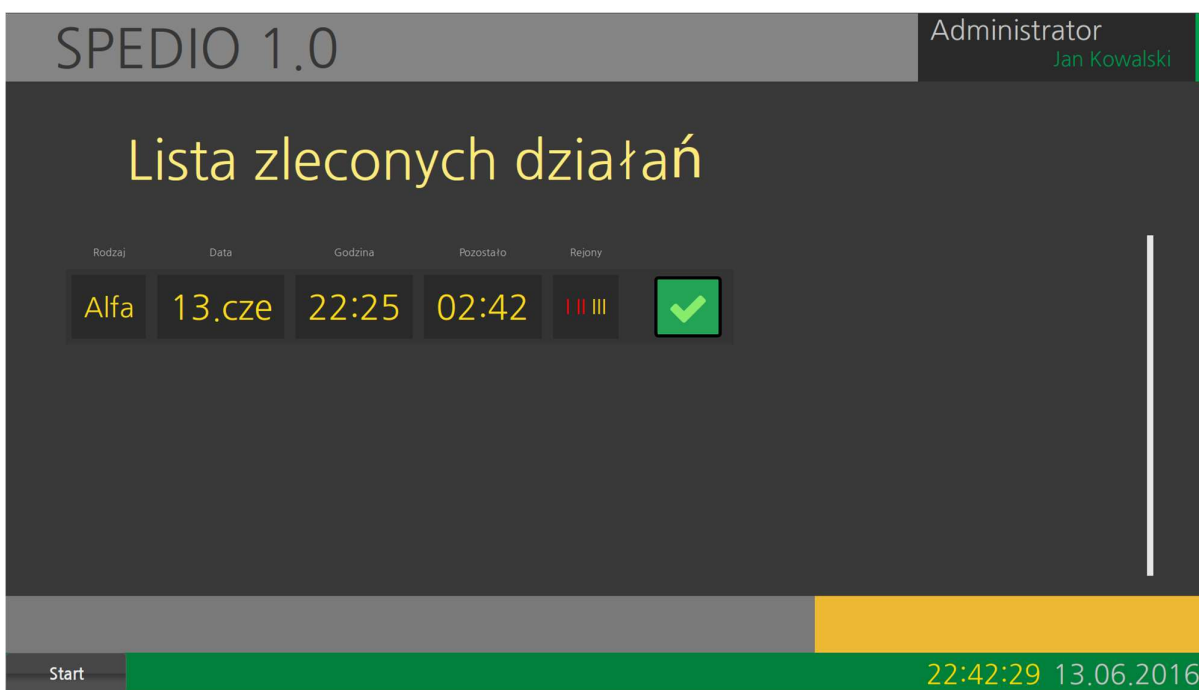 SPEDIO 1.0
Administrator
Jan Kowalski
Lista zleconych działań
Rodzaj Data Godzina Pozostało Rejony
Alfa 13.cze 22:25 02:42 I II III
Start 22:42:29 13.06.2016